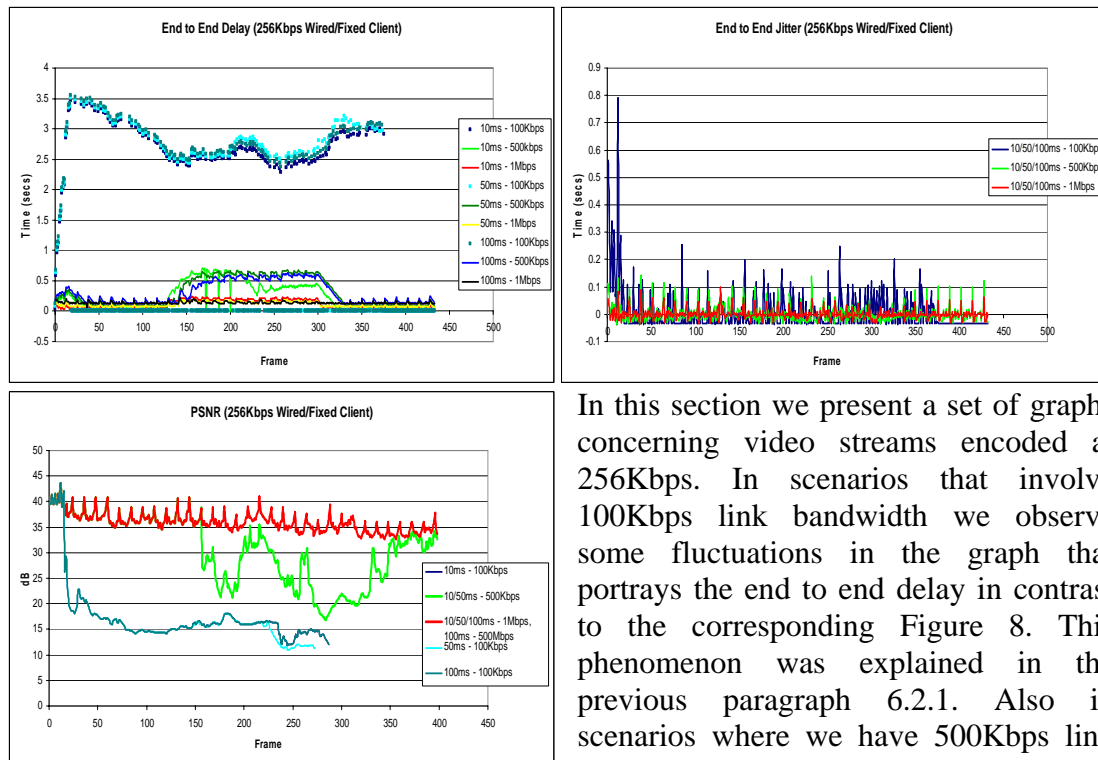 End to End Delay (256Kbps Wired/Fixed Client)
4
3.5
3
2.5
2
1.5
1
0.5
0
-0.5
0 50 100 150 200 250 300 350 400 450 500
Time (secs)
Frame
10ms - 100Kbps
10ms - 500kbps
10ms - 1Mbps
50ms - 100Kbps
50ms - 500Kbps
50ms - 1Mbps
100ms - 100Kbps
100ms - 500Kbps
100ms - 1Mbps
End to End Jitter (256Kbps Wired/Fixed Client)
0.9
0.8
0.7
0.6
0.5
0.4
0.3
0.2
0.1
0
-0.1
0 50 100 150 200 250 300 350 400 450 500
Time (secs)
Frame
10/50/100ms - 100Kbps
10/50/100ms - 500Kbps
10/50/100ms - 1Mbps
PSNR (256Kbps Wired/Fixed Client)
50
45
40
35
30
25
20
15
10
5
0
0 50 100 150 200 250 300 350 400 450
dB
Frame
10ms - 100Kbps
10/50ms - 500Kbps
10/50/100ms - 1Mbps,
100ms - 500Mbps
50ms - 100Kbps
100ms - 100Kbps
In this section we present a set of graph
concerning video streams encoded a
256Kbps. In scenarios that involv
100Kbps link bandwidth we observ
some fluctuations in the graph tha
portrays the end to end delay in contras
to the corresponding Figure 8. Thi
phenomenon was explained in th
previous paragraph 6.2.1. Also i
scenarios where we have 500Kbps lin